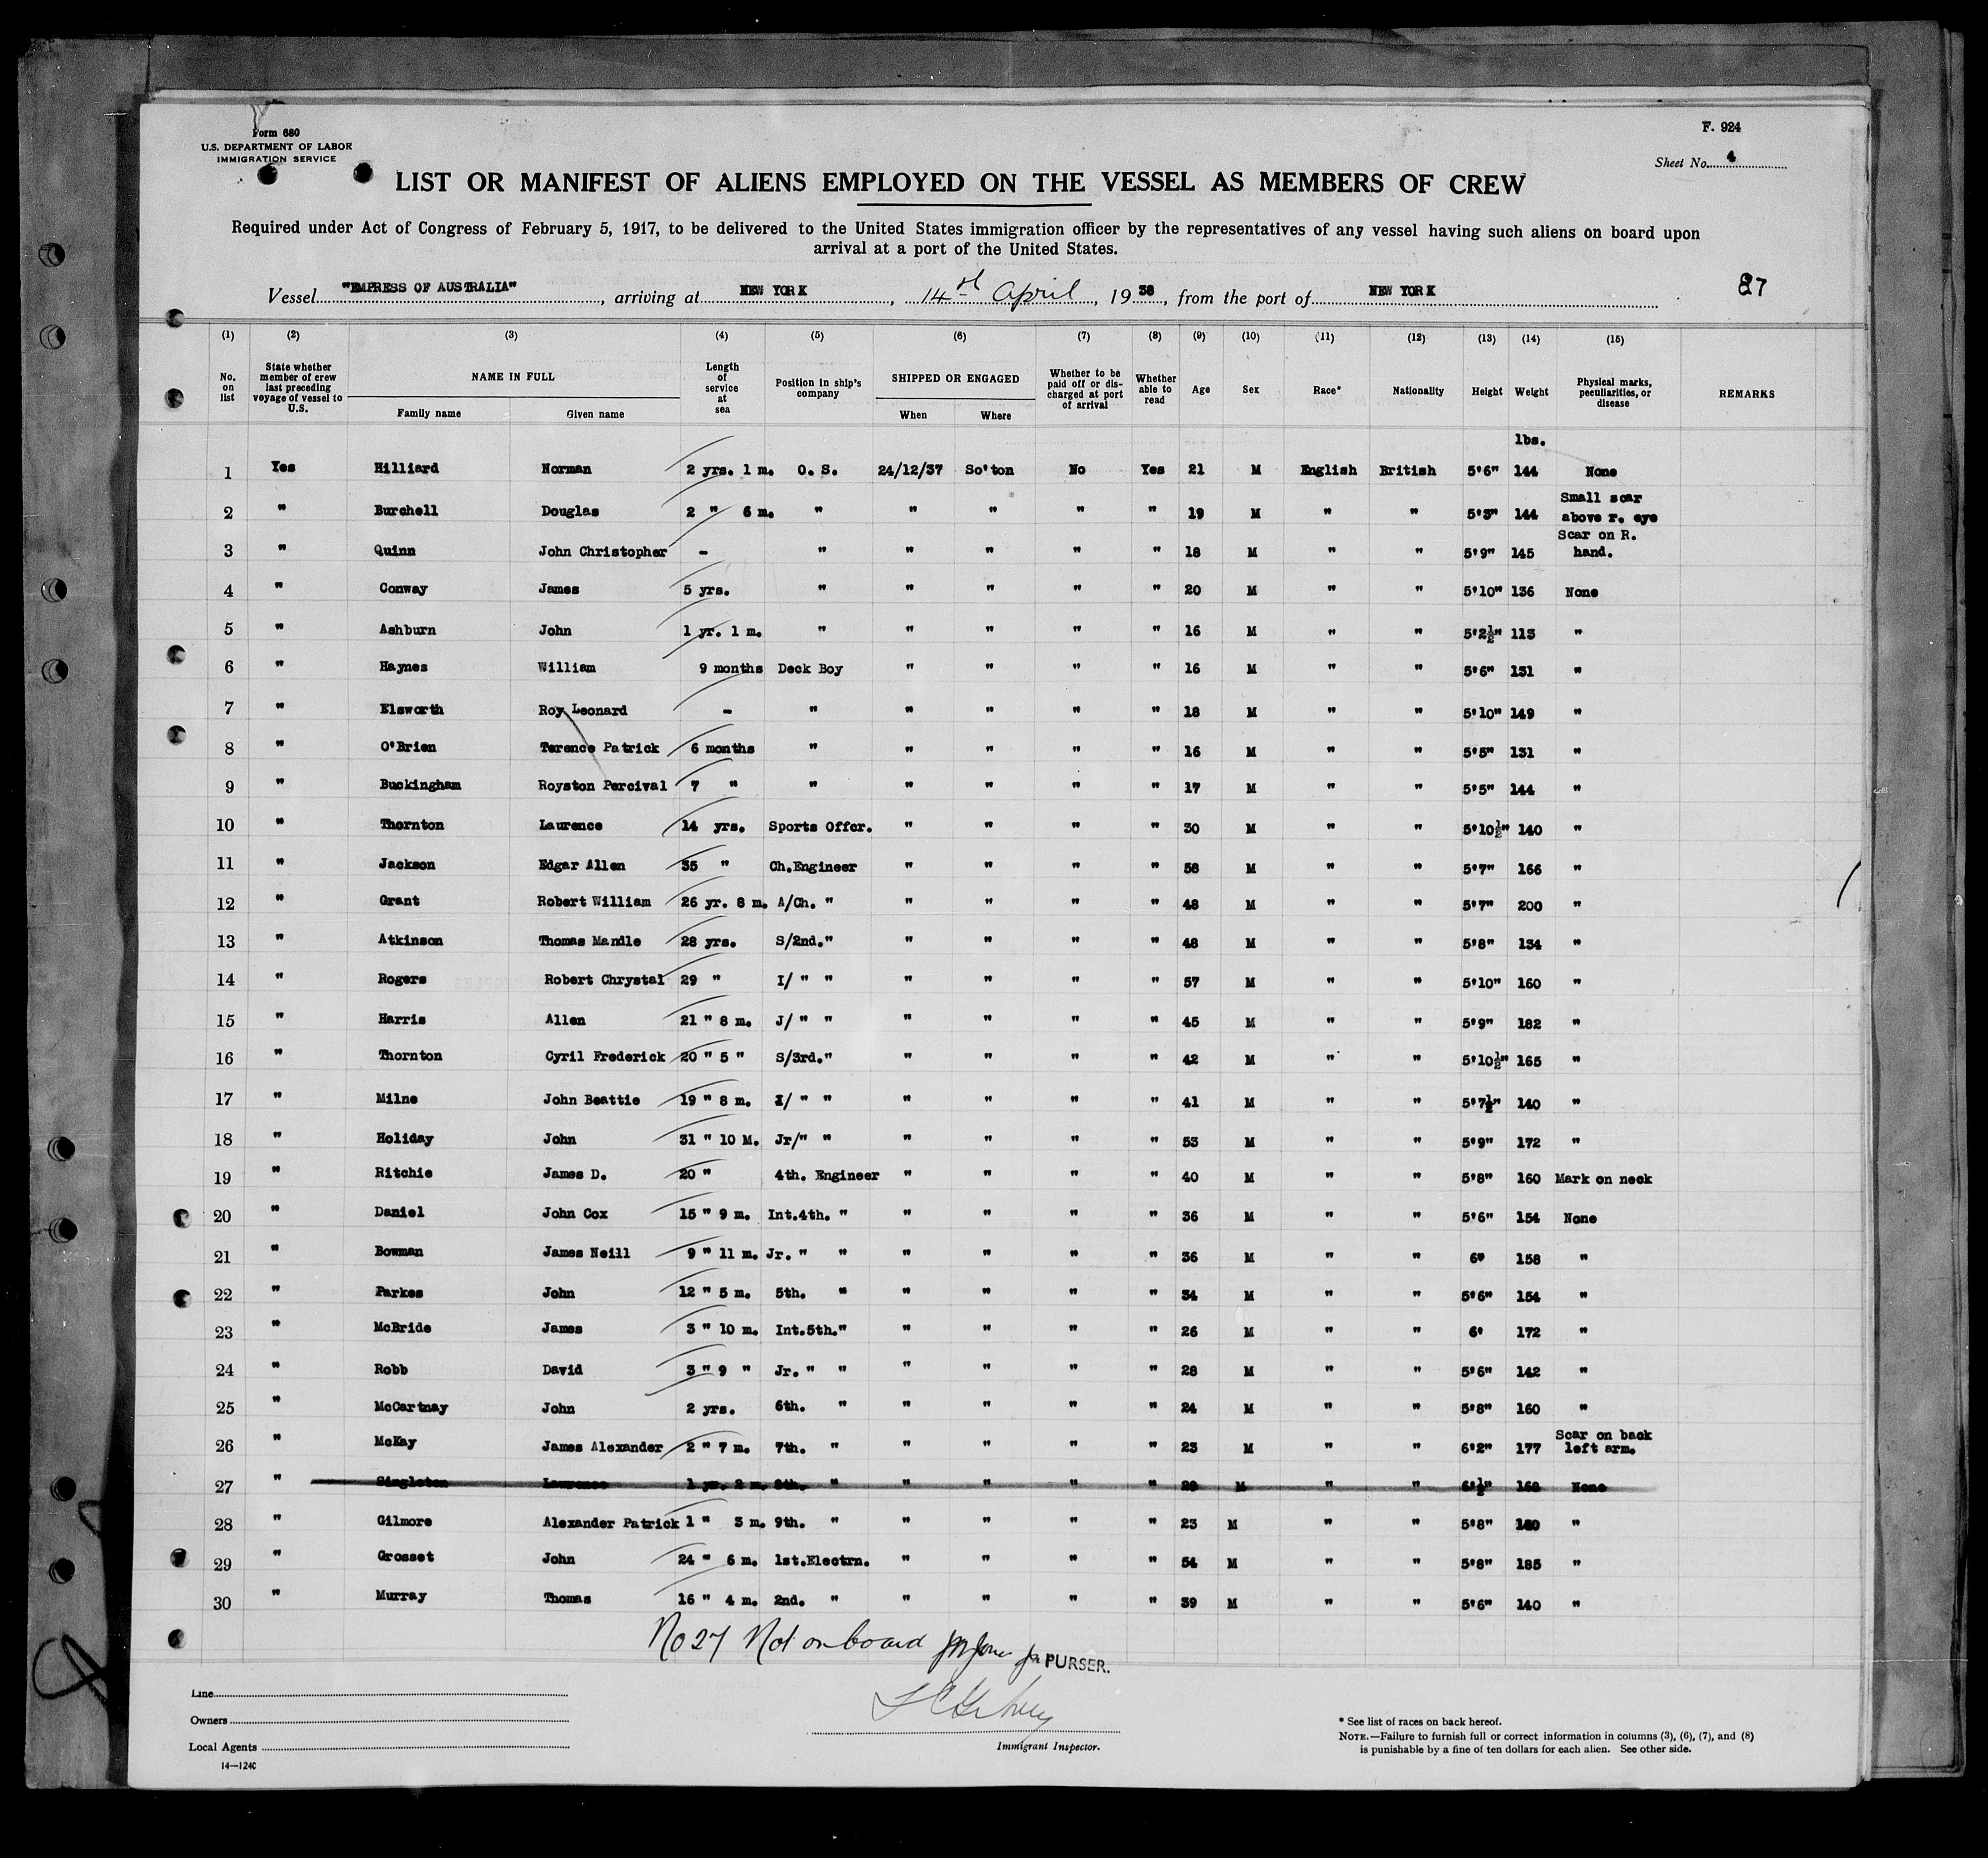 Form 680
U.S. DEPARTMENT OF LABOR
IMMIGRATION SERVICE
F. 924
Sheet No. 4
LIST OR MANIFEST OF ALIENS EMPLOYED ON THE VESSEL AS MEMBERS OF CREW
Required under Act of Congress of February 5, 1917, to be delivered to the United States immigration officer by the representatives of any vessel having such aliens on board upon
arrival at a port of the United States.
Vessel "EMPRESS OF AUSTRALIA", arriving at NEW YORK, 14th April, 1938, from the port of NEW YORK
87
(1) (2) (3) (4) (5) (6) (7) (8) (9) (10) (11) (12) (13) (14) (15)
No. on list | State whether member of crew last preceding voyage of vessel to U.S. | NAME IN FULL | Family name | Given name | Length of service at sea | Position in ship's company | SHIPPED OR ENGAGED | When | Where | Whether to be paid off or discharged at port of arrival | Whether able to read | Age | Sex | Race* | Nationality | Height | Weight | Physical marks, peculiarities, or disease | REMARKS
lbs.
1 Yes Hilliard Norman 2 yrs. 1 m. O. S. 24/12/37 So'ton No Yes 21 M English British 5'6" 144 None
2 " Burchell Douglas 2 " 6 m. " " " " " 19 M " " 5'3" 144 Small scar above r. eye
3 " Quinn John Christopher - " " " " " 18 M " " 5'9" 145 Scar on R. hand.
4 " Conway James 5 yrs. " " " " " 20 M " " 5'10" 136 None
5 " Ashburn John 1 yr. 1 m. " " " " " 16 M " " 5'2½" 113 "
6 " Haynes William 9 months Deck Boy " " " " 16 M " " 5'6" 131 "
7 " Elsworth Roy Leonard - " " " " " 18 M " " 5'10" 149 "
8 " O'Brien Terence Patrick 6 months " " " " " 16 M " " 5'5" 131 "
9 " Buckingham Royston Percival 7 " " " " " " 17 M " " 5'5" 144 "
10 " Thornton Laurence 14 yrs. Sports Offcr. " " " " 30 M " " 5'10½" 140 "
11 " Jackson Edgar Allen 35 " Ch.Engineer " " " " 58 M " " 5'7" 166 "
12 " Grant Robert William 26 yr. 8 m. A/Ch. " " " " " 48 M " " 5'7" 200 "
13 " Atkinson Thomas Mandle 28 yrs. S/2nd." " " " " 48 M " " 5'8" 134 "
14 " Rogers Robert Chrystal 29 " I/ " " " " " " 57 M " " 5'10" 160 "
15 " Harris Allen 21 " 8 m. J/ " " " " " " 45 M " " 5'9" 182 "
16 " Thornton Cyril Frederick 20 " 5 " S/3rd." " " " " 42 M " " 5'10½" 165 "
17 " Milne John Beattie 19 " 8 m. I/ " " " " " " 41 M " " 5'7½" 140 "
18 " Holiday John 31 " 10 M. Jr/" " " " " " 53 M " " 5'9" 172 "
19 " Ritchie James D. 20 " 4th. Engineer " " " " 40 M " " 5'8" 160 Mark on neck
20 " Daniel John Cox 15 " 9 m. Int.4th. " " " " " 36 M " " 5'6" 154 None
21 " Bowman James Neill 9 " 11 m. Jr. " " " " " " 36 M " " 6' 158 "
22 " Parkes John 12 " 5 m. 5th. " " " " " 34 M " " 5'6" 154 "
23 " McBride James 3 " 10 m. Int.5th." " " " " 26 M " " 6' 172 "
24 " Robb David 3 " 9 " Jr. " " " " " " 28 M " " 5'6" 142 "
25 " McCartnay John 2 yrs. 6th. " " " " " 24 M " " 5'8" 160 "
26 " McKay James Alexander 2 " 7 m. 7th. " " " " " 23 M " " 6'2" 177 Scar on back left arm.
27 " Singleton Lawrence 1 yr. 2 m. 8th. " " " " " M " " 6'½" None
28 " Gilmore Alexander Patrick 1 " 3 m. 9th. " " " " " 23 M " " 5'8" "
29 " Grosset John 24 " 6 m. 1st.Electrn. " " " " 54 M " " 5'8" 185 "
30 " Murray Thomas 16 " 4 m. 2nd. " " " " " 39 M " " 5'6" 140 "
No 27 Not on board PURSER.
Line
Owners
Local Agents
14—1240
Immigrant Inspector.
* See list of races on back hereof.
NOTE.—Failure to furnish full or correct information in columns (3), (6), (7), and (8)
is punishable by a fine of ten dollars for each alien. See other side.